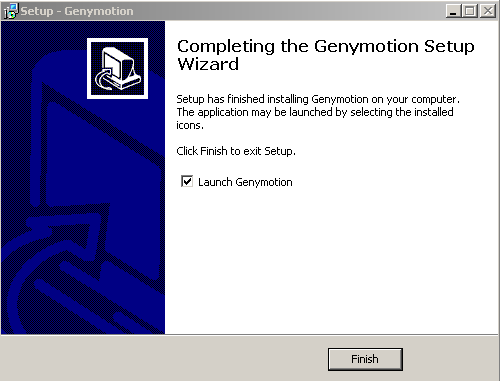 Setup - Genymotion
Completing the Genymotion Setup
Wizard
Setup has finished installing Genymotion on your computer.
The application may be launched by selecting the installed
icons.
Click Finish to exit Setup.
Launch Genymotion
Finish